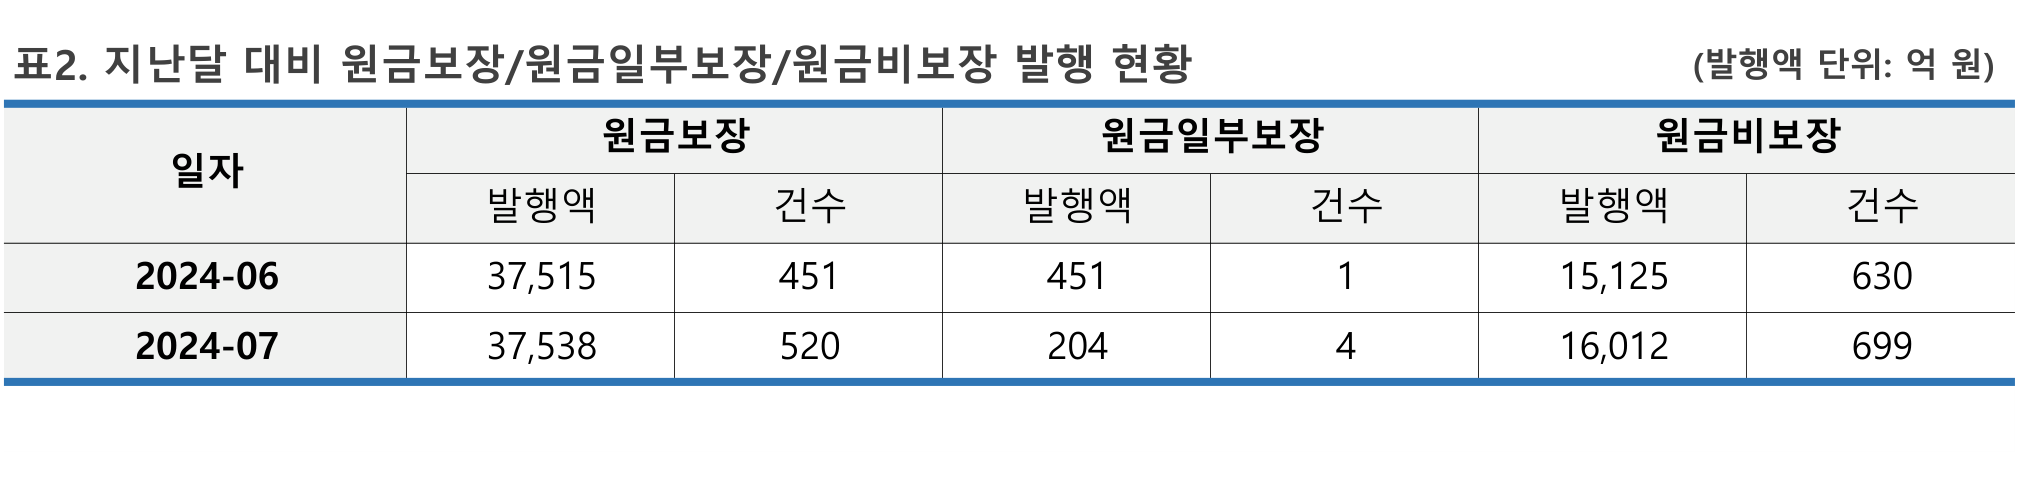 표2. 지난달 대비 원금보장/원금일부보장/원금비보장 발행 현황 (발행액 단위: 억 원)
일자 원금보장 원금일부보장 원금비보장
발행액 건수 발행액 건수 발행액 건수
2024-06 37,515 451 451 1 15,125 630
2024-07 37,538 520 204 4 16,012 699